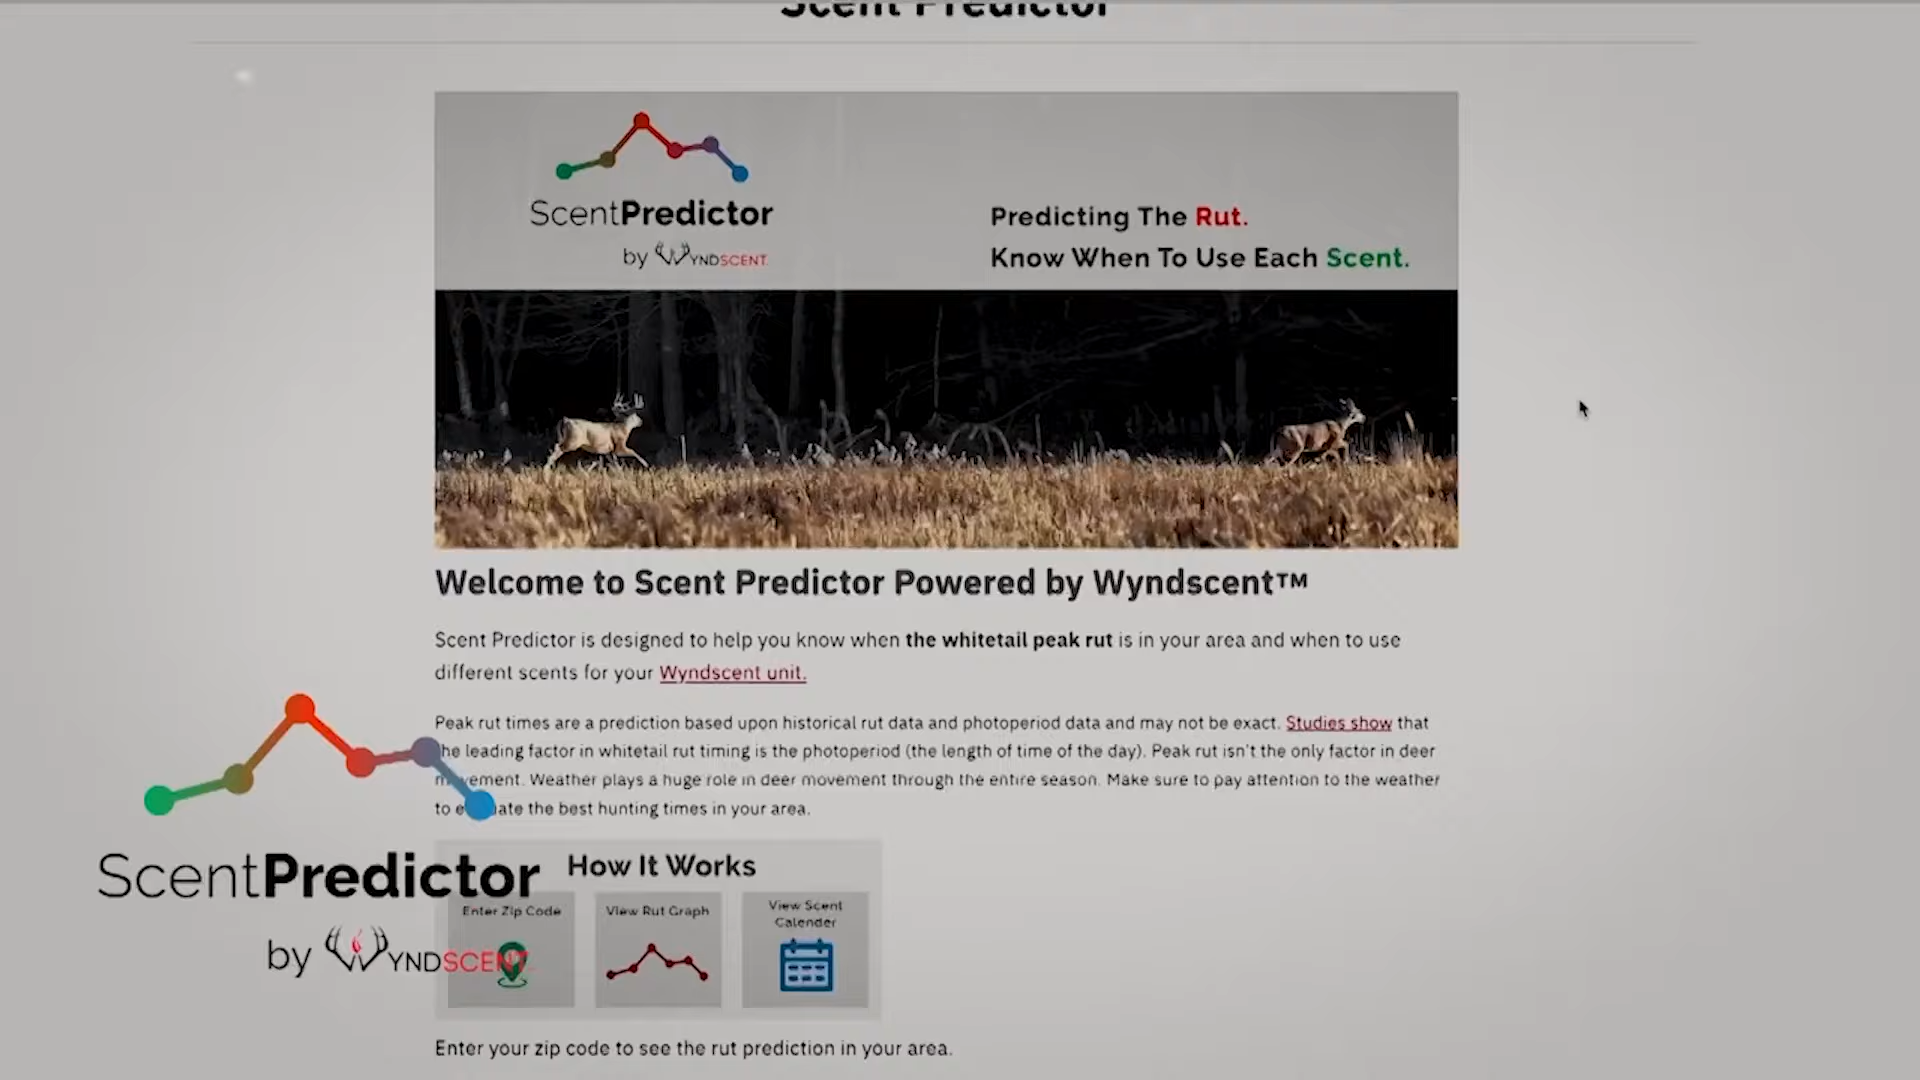 Scent Predictor
ScentPredictor
by WYNDSCENT
Predicting The Rut.
Know When To Use Each Scent.
Welcome to Scent Predictor Powered by Wyndscent™
Scent Predictor is designed to help you know when the whitetail peak rut is in your area and when to use
different scents for your Wyndscent unit.
Peak rut times are a prediction based upon historical rut data and photoperiod data and may not be exact. Studies show that
the leading factor in whitetail rut timing is the photoperiod (the length of time of the day). Peak rut isn't the only factor in deer
movement. Weather plays a huge role in deer movement through the entire season. Make sure to pay attention to the weather
to the best hunting times in your area.
How It Works
Enter Zip Code
View Rut Graph
View Scent
Calender
Enter your zip code to see the rut prediction in your area.
ScentPredictor
by WYNDSCENT